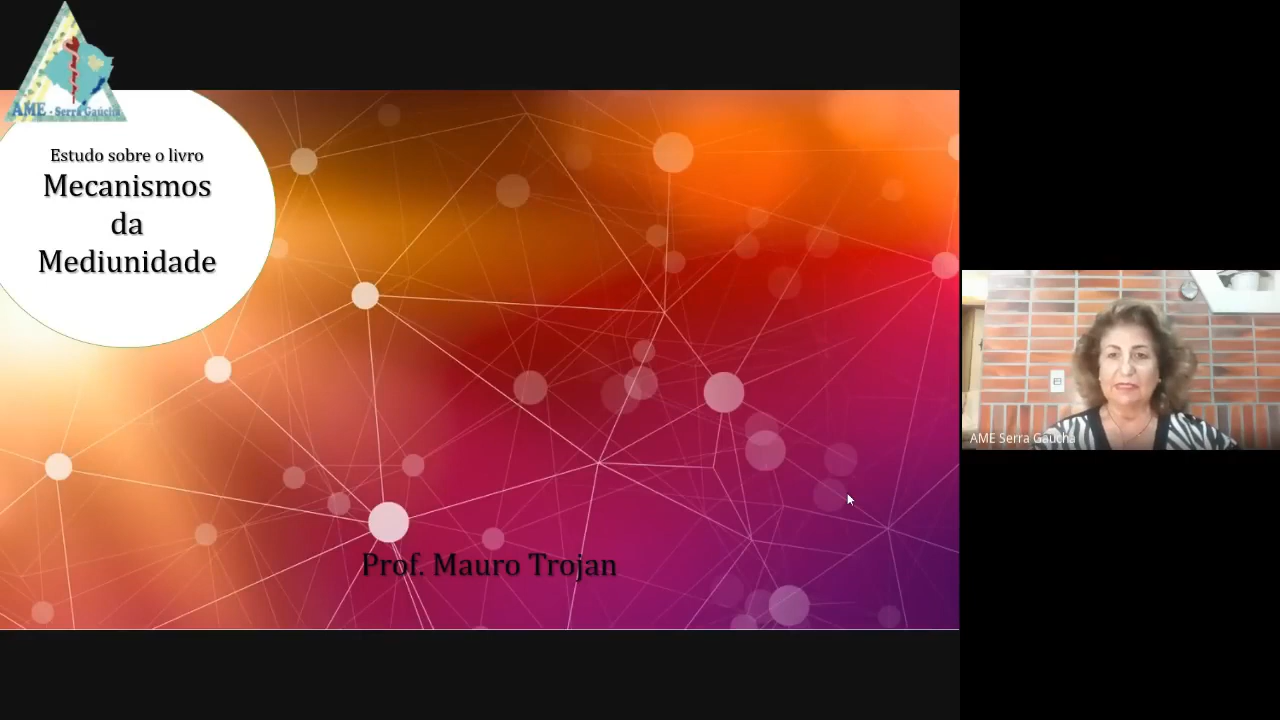 AME - Serra Gaúcha
Estudo sobre o livro
Mecanismos
da
Mediunidade
Prof. Mauro Trojan
AME Serra Gaúcha